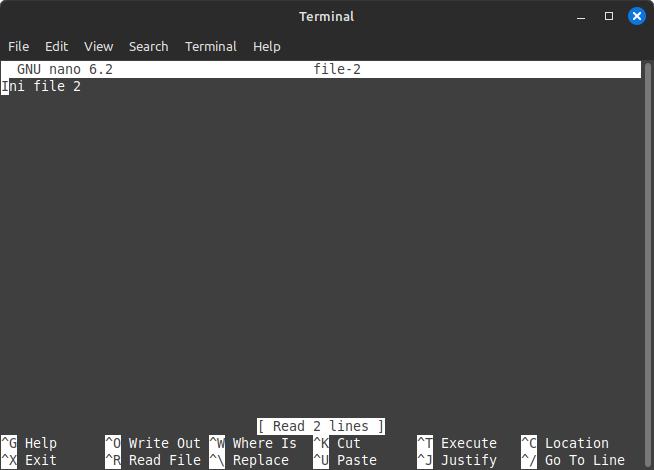 Terminal
File Edit View Search Terminal Help
GNU nano 6.2 file-2
Ini file 2
[ Read 2 lines ]
^G Help ^O Write Out ^W Where Is ^K Cut ^T Execute ^C Location
^X Exit ^R Read File ^\ Replace ^U Paste ^J Justify ^/ Go To Line